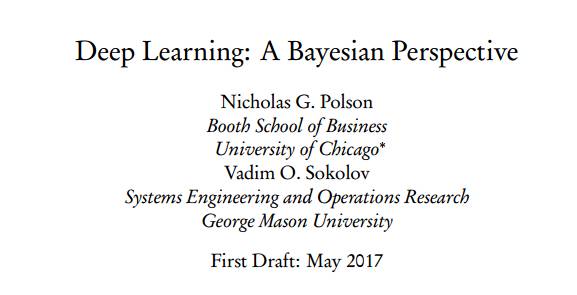 Deep Learning: A Bayesian Perspective
Nicholas G. Polson
Booth School of Business
University of Chicago*
Vadim O. Sokolov
Systems Engineering and Operations Research
George Mason University
First Draft: May 2017